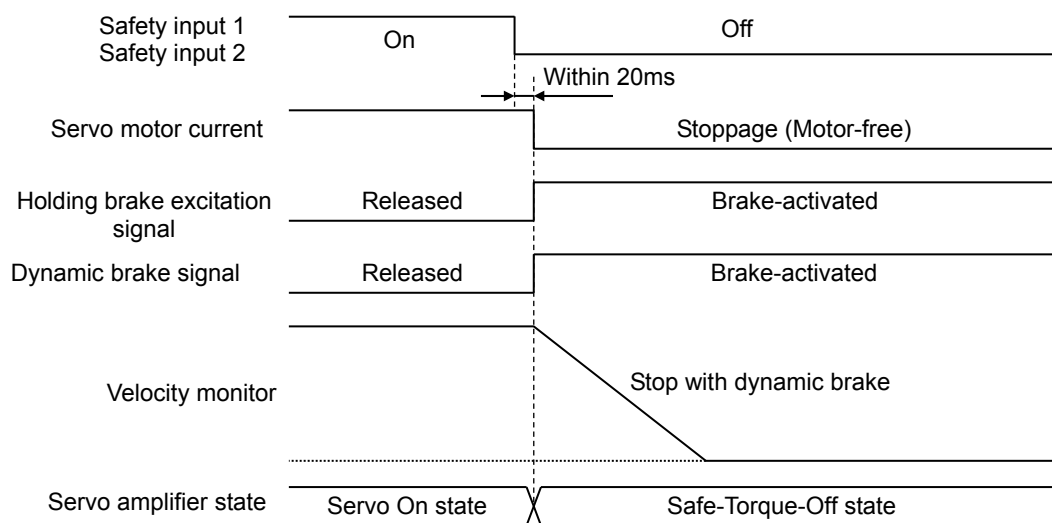 Safety input 1
Safety input 2
On
Off
Within 20ms
Servo motor current
Stoppage (Motor-free)
Holding brake excitation
signal
Released
Brake-activated
Dynamic brake signal
Released
Brake-activated
Velocity monitor
Stop with dynamic brake
Servo amplifier state
Servo On state
Safe-Torque-Off state